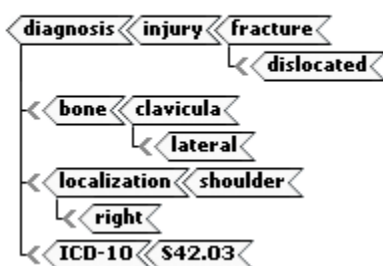 diagnosis injury fracture
dislocated
bone clavicula
lateral
localization shoulder
right
ICD-10 S42.03